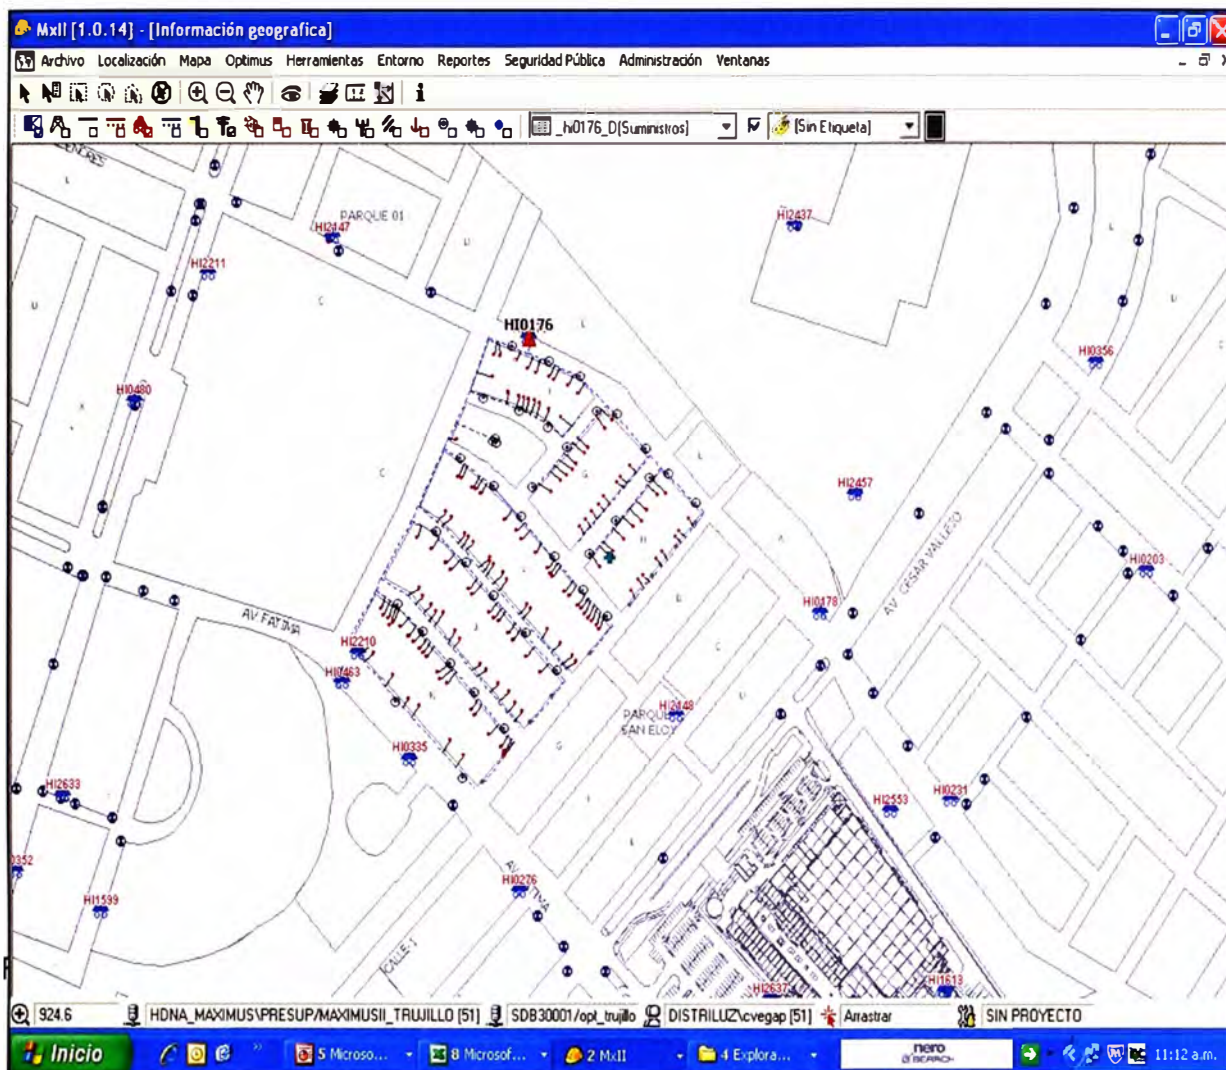 MxII [1.0.14] - [Información geografica]
Archivo Localización Mapa Optimus Herramientas Entorno Reportes Seguridad Pública Administración Ventanas
_hi0176_D(Suministros) (Sin Etiqueta)
PARQUE 01
HI2147
HI2437
HI2211
HI0176
HI0356
HI0480
HI2457
AV. CESAR VALLEJO
HI0203
HI0178
AV FATIMA
HI2210
HI0463
HI2148
PARQUE
SAN ELOY
HI0335
HI2633
HI2553
HI0231
0352
HI0276
HI1599
CALLE-1
HI1613
HI2637
924.6 HDNA_MAXIMUS\PRESUP/MAXIMUSII_TRUJILLO [51] SDB30001/opt_trujillo DISTRILUZ\cvegap [51] Arrastrar SIN PROYECTO
Inicio 5 Microso... 8 Microsof... 2 MxII 4 Explora... nero SEARCH 11:12 a.m.